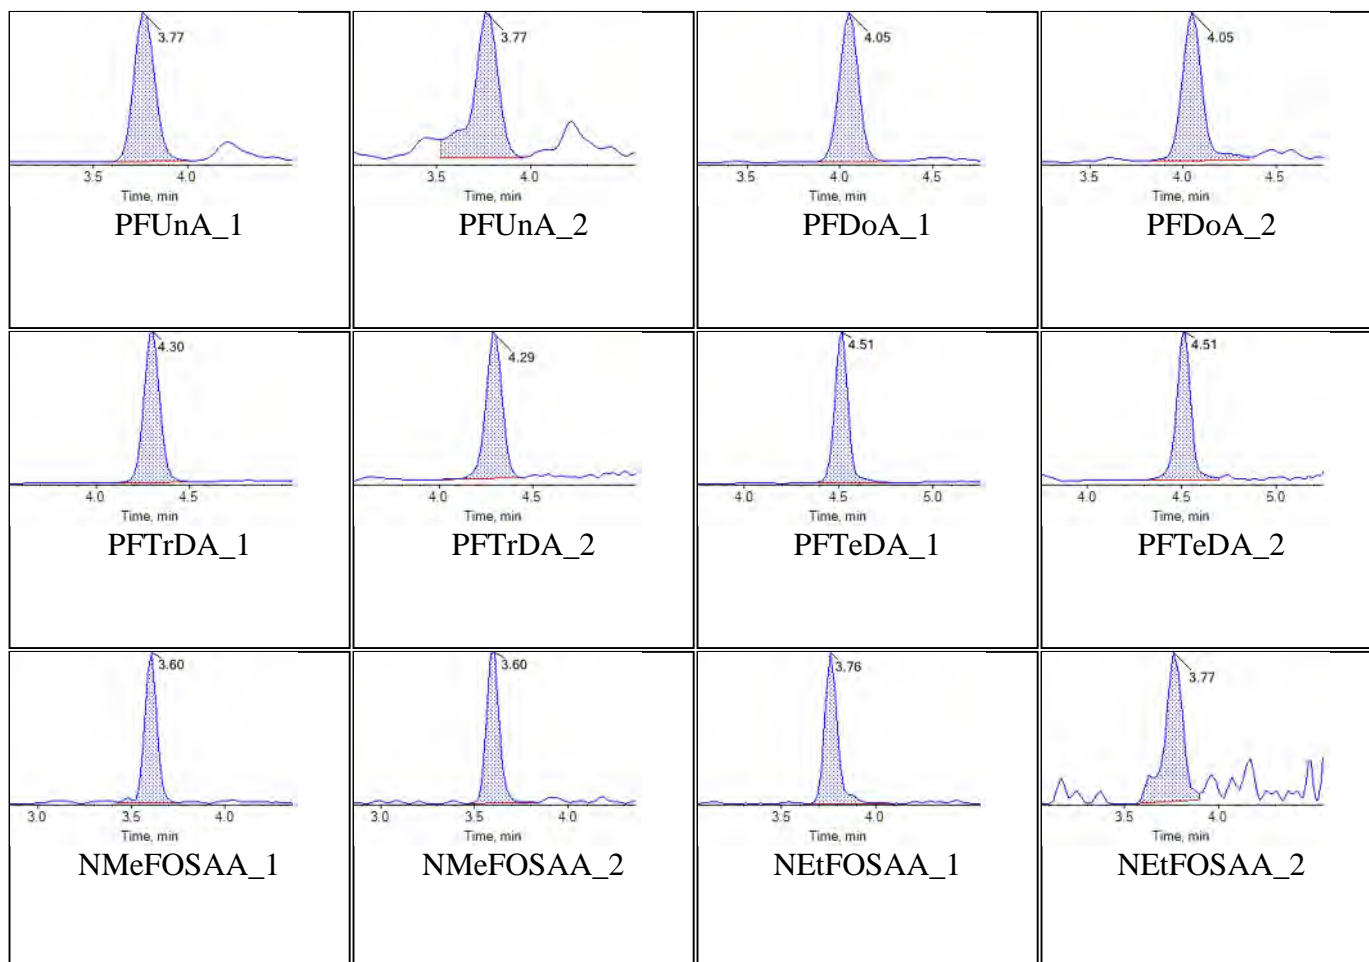 3.77
3.77
4.05
4.05
3.5 4.0
3.5 4.0
3.5 4.0 4.5
3.5 4.0 4.5
Time, min
Time, min
Time, min
Time, min
PFUnA_1
PFUnA_2
PFDoA_1
PFDoA_2
4.30
4.29
4.51
4.51
4.0 4.5
4.0 4.5
4.0 4.5 5.0
4.0 4.5 5.0
Time, min
Time, min
Time, min
Time, min
PFTrDA_1
PFTrDA_2
PFTeDA_1
PFTeDA_2
3.60
3.60
3.76
3.77
3.0 3.5 4.0
3.0 3.5 4.0
3.5 4.0
3.5 4.0
Time, min
Time, min
Time, min
Time, min
NMeFOSAA_1
NMeFOSAA_2
NEtFOSAA_1
NEtFOSAA_2